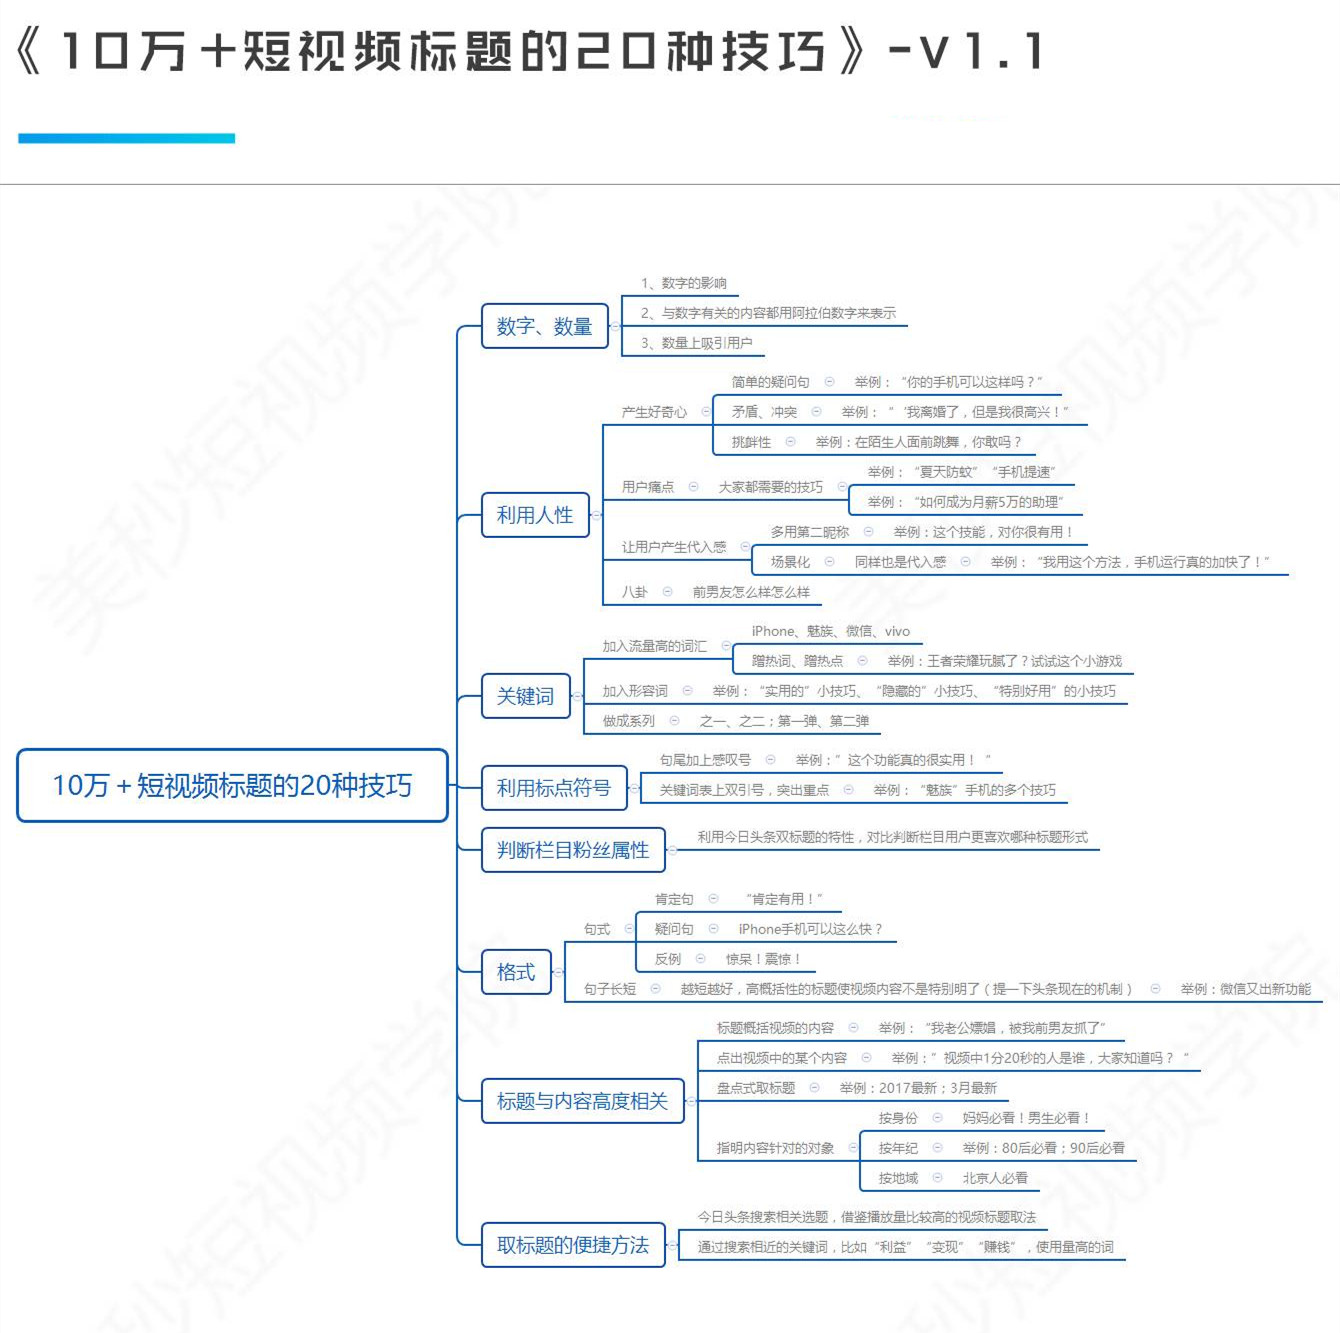 《10万+短视频标题的20种技巧》-v1.1
数字、数量
1、数字的影响
2、与数字有关的内容都用阿拉伯数字来表示
3、数量上吸引用户
利用人性
产生好奇心
简单的疑问句 举例：“你的手机可以这样吗？”
矛盾、冲突 举例：“‘我离婚了，但是我很高兴！”
挑衅性 举例：在陌生人面前跳舞，你敢吗？
用户痛点 大家都需要的技巧
举例：“夏天防蚊” “手机提速”
举例：“如何成为月薪5万的助理”
让用户产生代入感
多用第二昵称 举例：这个技能，对你很有用！
场景化 同样也是代入感 举例：“我用这个方法，手机运行真的加快了！”
八卦 前男友怎么样怎么样
关键词
加入流量高的词汇
iPhone、魅族、微信、vivo
蹭热词、蹭热点 举例：王者荣耀玩腻了？试试这个小游戏
加入形容词 举例：“实用的”小技巧、“隐藏的”小技巧、“特别好用”的小技巧
做成系列 之一、之二；第一弹、第二弹
10万+短视频标题的20种技巧
利用标点符号
句尾加上感叹号 举例：”这个功能真的很实用！“
关键词表上双引号，突出重点 举例：“魅族”手机的多个技巧
判断栏目粉丝属性
利用今日头条双标题的特性，对比判断栏目用户更喜欢哪种标题形式
格式
句式
肯定句 “肯定有用！”
疑问句 iPhone手机可以这么快？
反例 惊呆！震惊！
句子长短 越短越好，高概括性的标题使视频内容不是特别明了（提一下头条现在的机制） 举例：微信又出新功能
标题与内容高度相关
标题概括视频的内容 举例：“我老公嫖娼，被我前男友抓了”
点出视频中的某个内容 举例：”视频中1分20秒的人是谁，大家知道吗？“
盘点式取标题 举例：2017最新；3月最新
指明内容针对的对象
按身份 妈妈必看！男生必看！
按年纪 举例：80后必看；90后必看
按地域 北京人必看
取标题的便捷方法
今日头条搜索相关选题，借鉴播放量比较高的视频标题取法
通过搜索相近的关键词，比如“利益”“变现”“赚钱”，使用量高的词
美秒短视频学院
美秒短视频学院
秒短视频学院
秒短视频学院